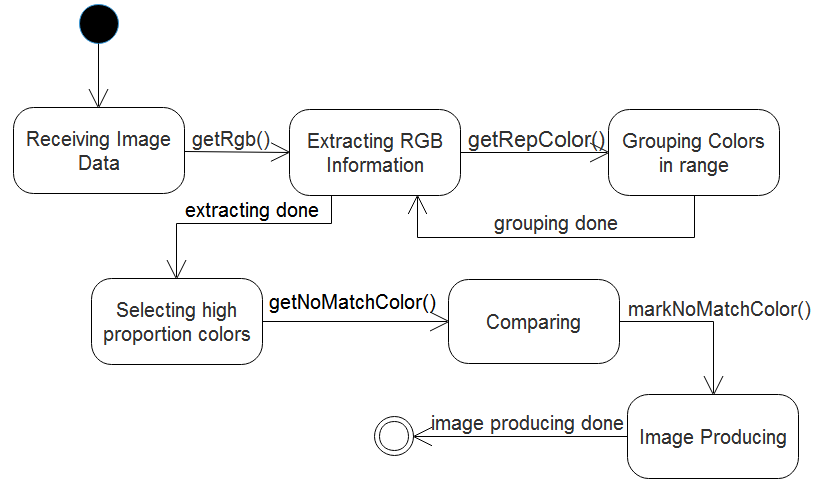 Receiving Image
Data
getRgb()
Extracting RGB
Information
getRepColor()
Grouping Colors
in range
extracting done
grouping done
Selecting high
proportion colors
getNoMatchColor()
Comparing
markNoMatchColor()
image producing done
Image Producing